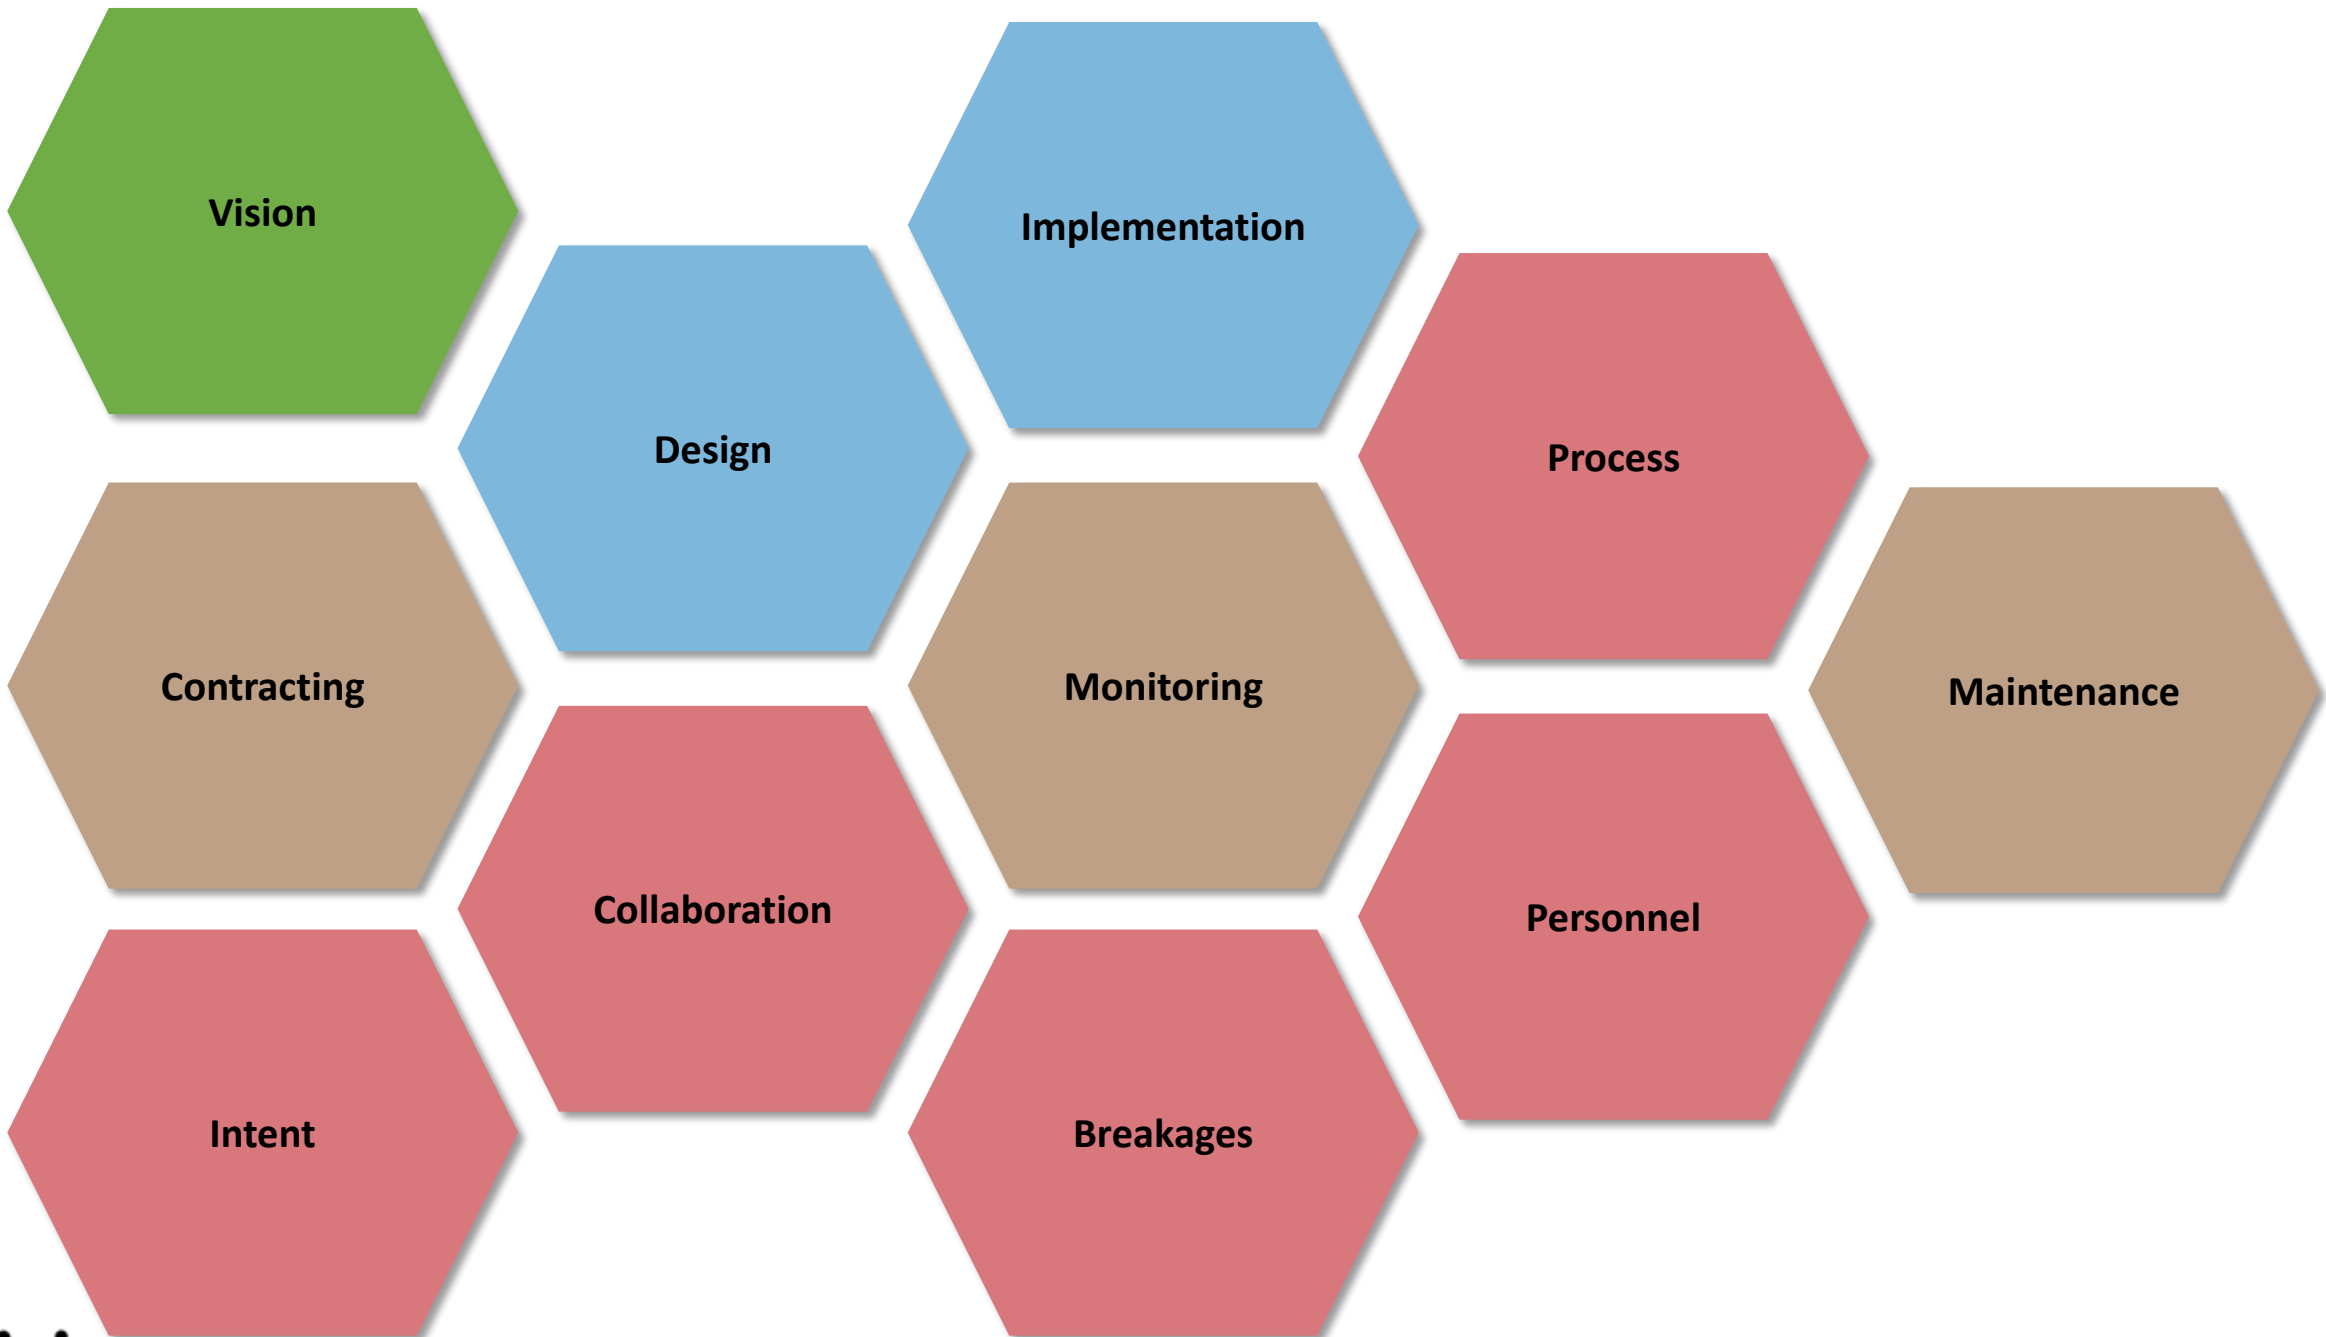 Vision
Implementation
Design
Process
Contracting
Monitoring
Maintenance
Collaboration
Personnel
Intent
Breakages